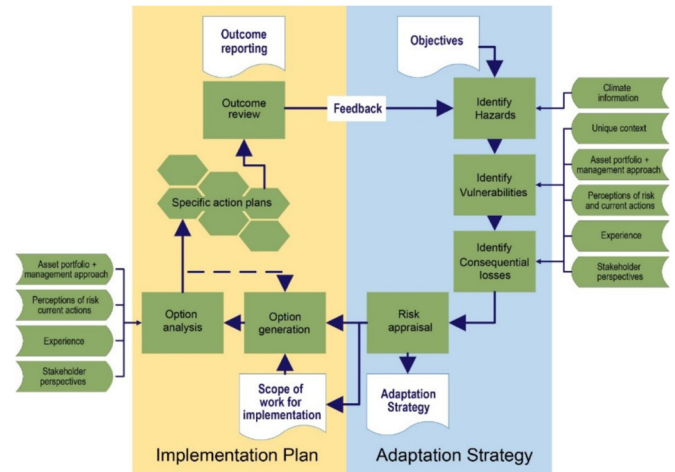 Outcome
reporting
Objectives
Outcome
review
Feedback
Identify
Hazards
Climate
information
Unique context
Asset portfolio +
management approach
Perceptions of risk
and current actions
Experience
Stakeholder
perspectives
Identify
Vulnerabilities
Specific action plans
Identify
Consequential
losses
Asset portfolio +
management approach
Perceptions of risk
current actions
Experience
Stakeholder
perspectives
Option
analysis
Option
generation
Risk
appraisal
Scope of
work for
implementation
Adaptation
Strategy
Implementation Plan
Adaptation Strategy